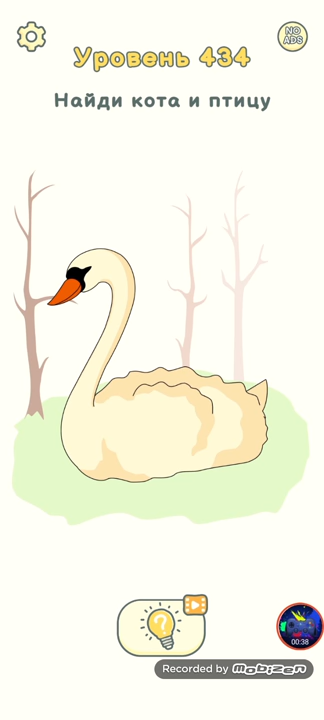 NO
ADS
Уровень 434
Найди кота и птицу
?
00:38
Recorded by mobizen